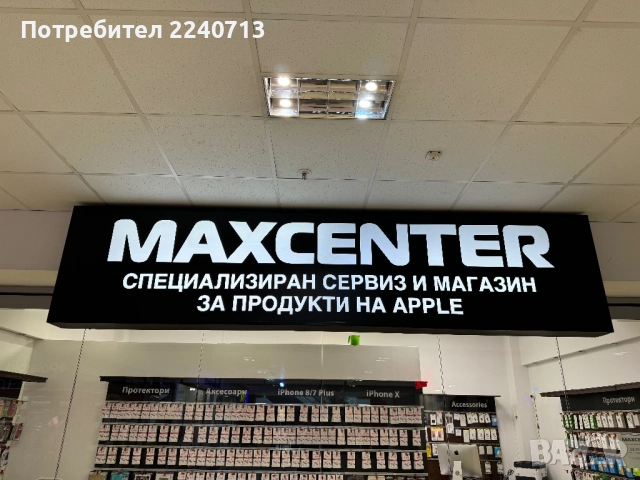 Потребител 2240713
MAXCENTER
СПЕЦИАЛИЗИРАН СЕРВИЗ И МАГАЗИН
ЗА ПРОДУКТИ НА APPLE
Протектори Аксесоари iPhone 8/7 Plus iPhone X
Accessories
Протектори
BAZAR